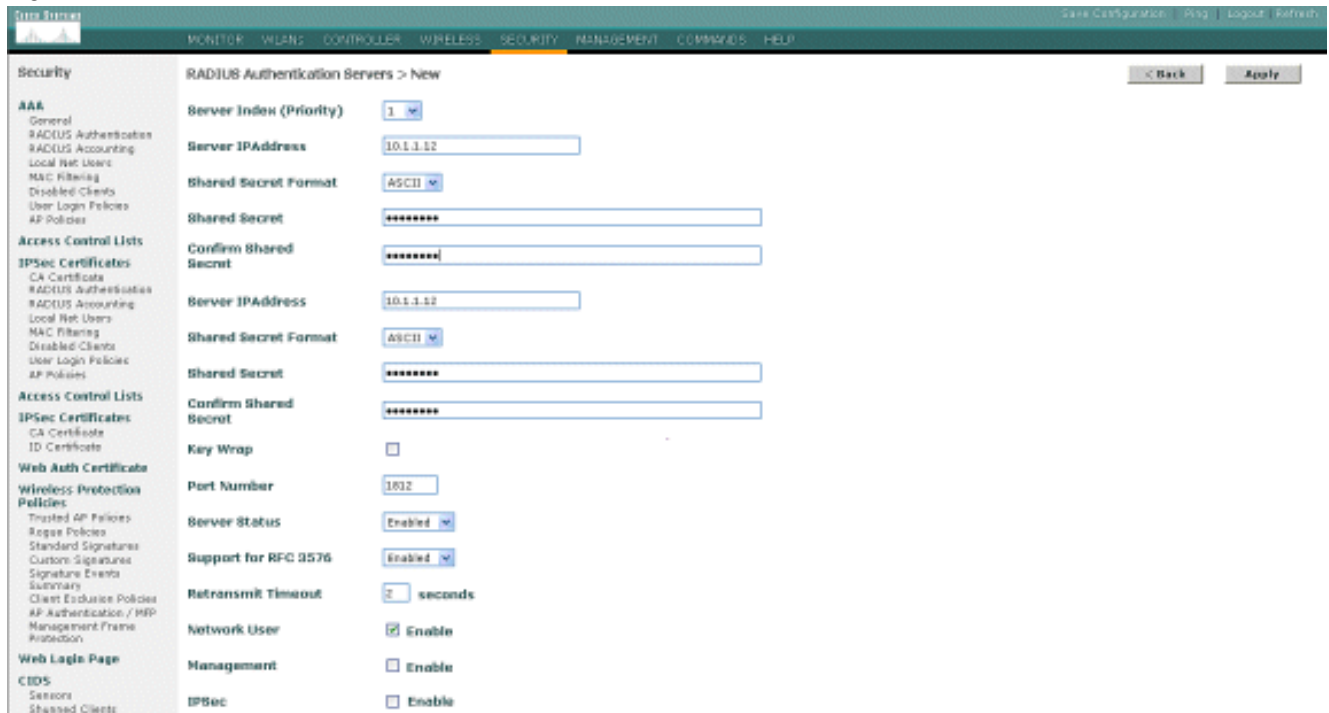 Cisco Systems
Save Configuration | Ping | Logout | Refresh
MONITOR WLANS CONTROLLER WIRELESS SECURITY MANAGEMENT COMMANDS HELP
Security
AAA
General
RADIUS Authentication
RADIUS Accounting
Local Net Users
MAC Filtering
Disabled Clients
User Login Policies
AP Policies
Access Control Lists
IPSec Certificates
CA Certificate
RADIUS Authentication
RADIUS Accounting
Local Net Users
MAC Filtering
Disabled Clients
User Login Policies
AP Policies
Access Control Lists
IPSec Certificates
CA Certificate
ID Certificate
Web Auth Certificate
Wireless Protection
Policies
Trusted AP Policies
Rogue Policies
Standard Signatures
Custom Signatures
Signature Events
Summary
Client Exclusion Policies
AP Authentication / MFP
Management Frame
Protection
Web Login Page
CIDS
Sensors
Shunned Clients
RADIUS Authentication Servers > New
< Back
Apply
Server Index (Priority) 1
Server IPAddress 10.1.1.12
Shared Secret Format ASCII
Shared Secret ••••••••
Confirm Shared
Secret ••••••••
Server IPAddress 10.1.1.12
Shared Secret Format ASCII
Shared Secret ••••••••
Confirm Shared
Secret ••••••••
Key Wrap
Port Number 1812
Server Status Enabled
Support for RFC 3576 Enabled
Retransmit Timeout 2 seconds
Network User Enable
Management Enable
IPSec Enable